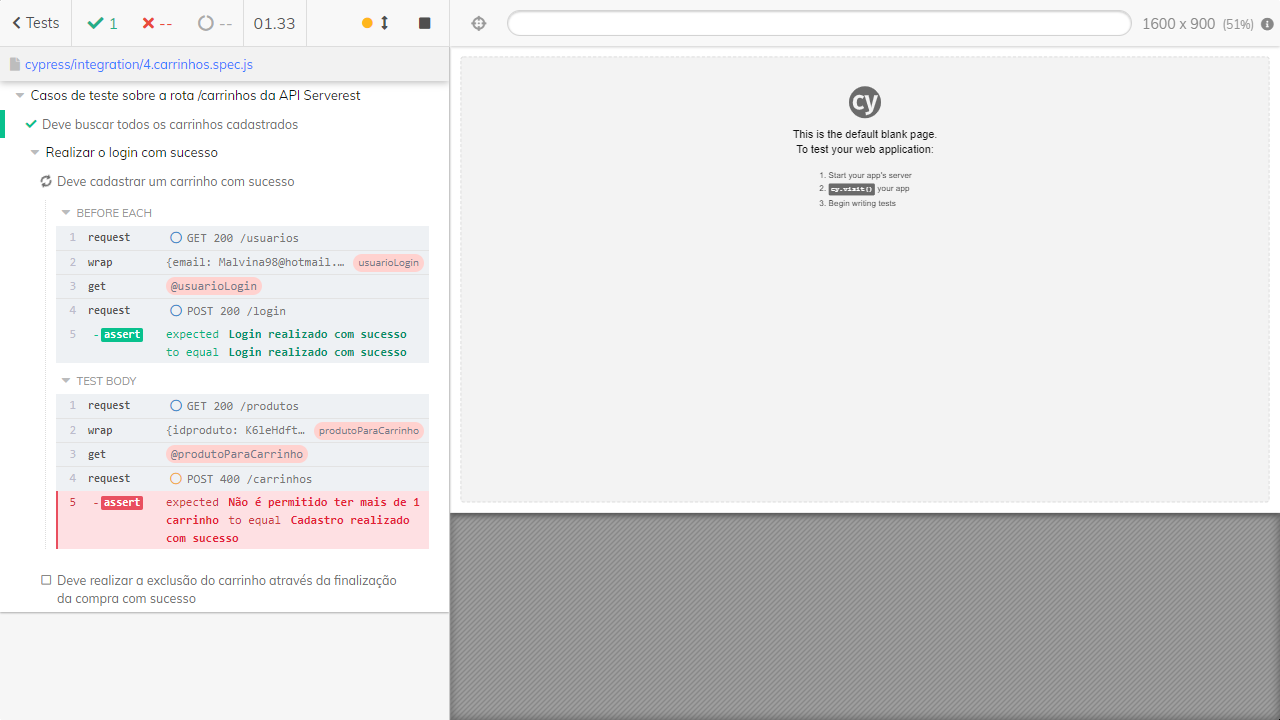 Tests
1
--
--
01.33
1600 x 900 (51%)
cypress/integration/4.carrinhos.spec.js
Casos de teste sobre a rota /carrinhos da API Serverest
Deve buscar todos os carrinhos cadastrados
Realizar o login com sucesso
Deve cadastrar um carrinho com sucesso
BEFORE EACH
1 request GET 200 /usuarios
2 wrap {email: Malvina98@hotmail.… usuarioLogin
3 get @usuarioLogin
4 request POST 200 /login
5 -assert expected Login realizado com sucesso
to equal Login realizado com sucesso
TEST BODY
1 request GET 200 /produtos
2 wrap {idproduto: K6leHdft… produtoParaCarrinho
3 get @produtoParaCarrinho
4 request POST 400 /carrinhos
5 -assert expected Não é permitido ter mais de 1
carrinho to equal Cadastro realizado
com sucesso
Deve realizar a exclusão do carrinho através da finalização
da compra com sucesso
cy
This is the default blank page.
To test your web application:
1. Start your app's server
2. cy.visit() your app
3. Begin writing tests